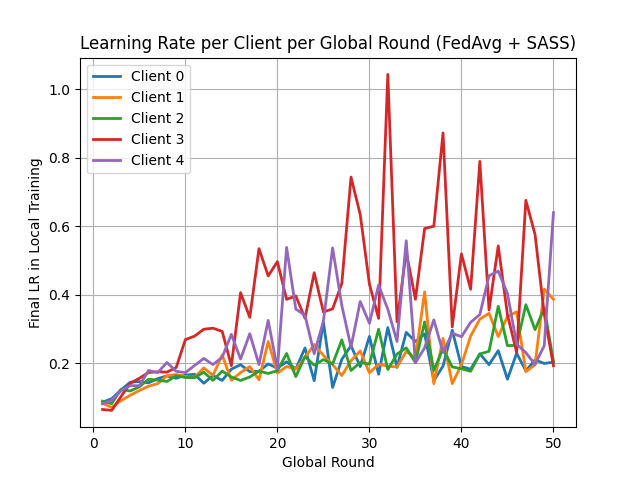 Learning Rate per Client per Global Round (FedAvg + SASS)
Client 0
Client 1
Client 2
Client 3
Client 4
Final LR in Local Training
1.0
0.8
0.6
0.4
0.2
0 10 20 30 40 50
Global Round